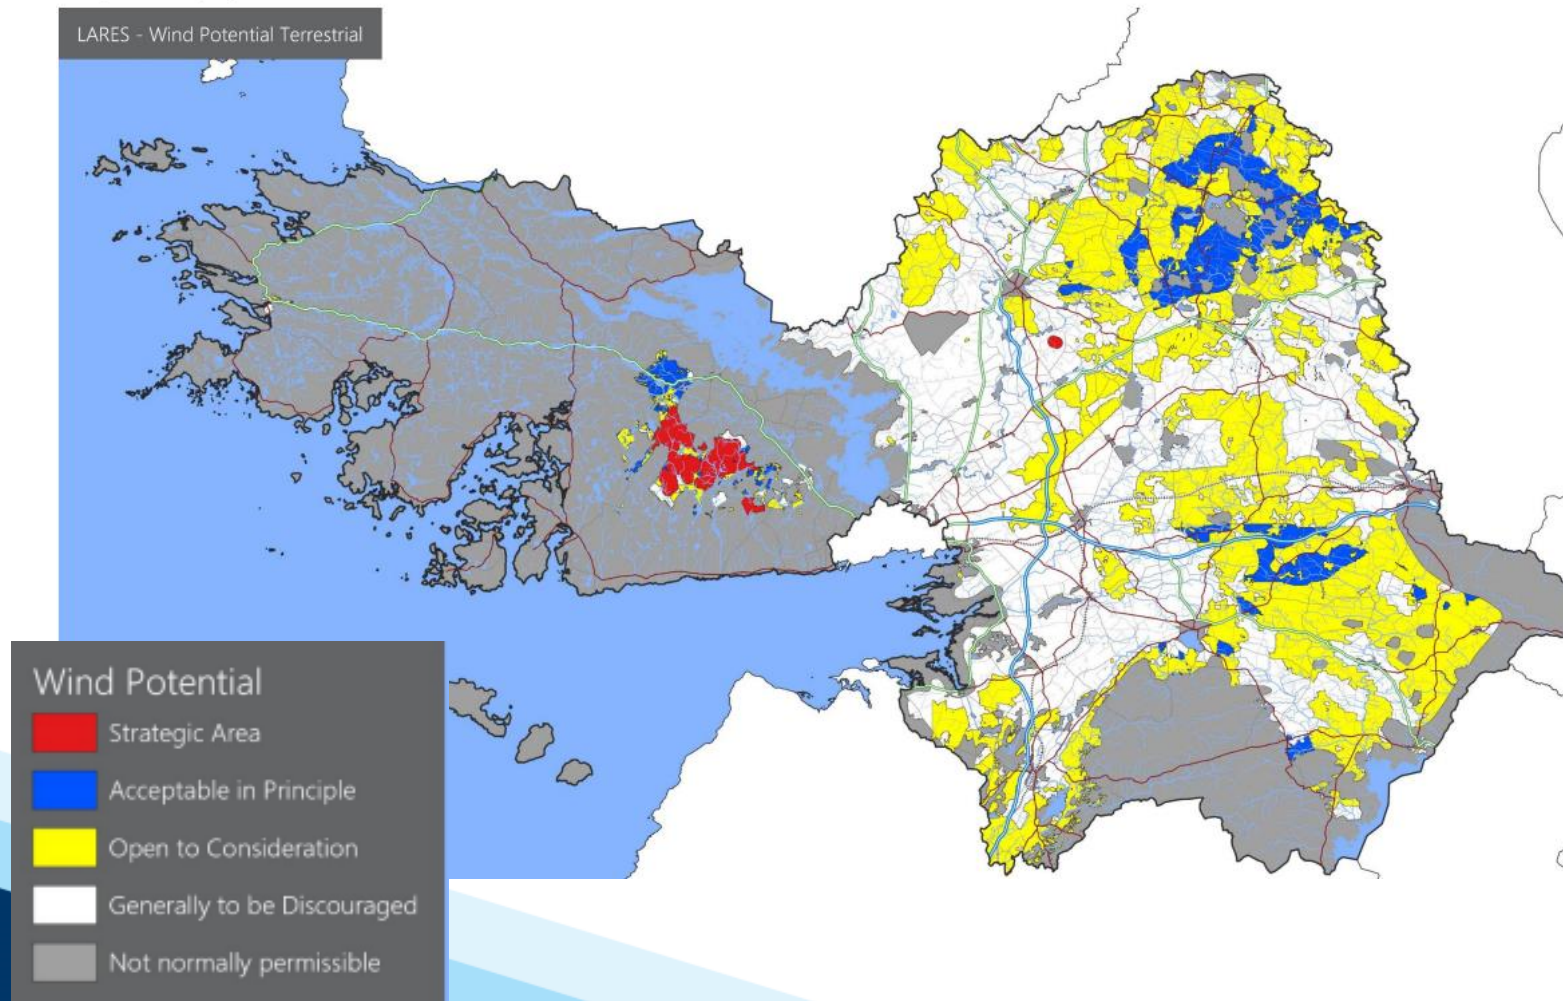 LARES - Wind Potential Terrestrial
Wind Potential
Strategic Area
Acceptable in Principle
Open to Consideration
Generally to be Discouraged
Not normally permissible